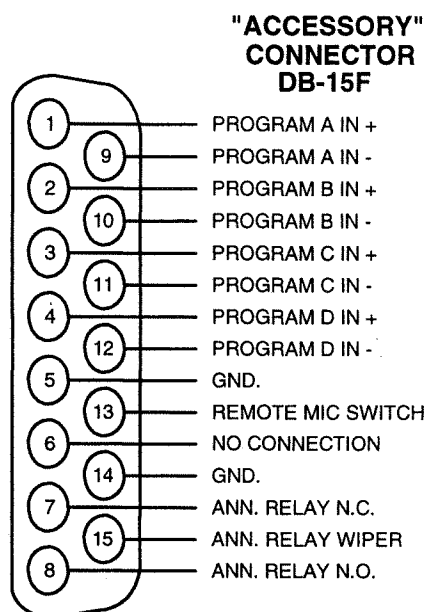 "ACCESSORY"
CONNECTOR
DB-15F
1 PROGRAM A IN +
9 PROGRAM A IN -
2 PROGRAM B IN +
10 PROGRAM B IN -
3 PROGRAM C IN +
11 PROGRAM C IN -
4 PROGRAM D IN +
12 PROGRAM D IN -
5 GND.
13 REMOTE MIC SWITCH
6 NO CONNECTION
14 GND.
7 ANN. RELAY N.C.
15 ANN. RELAY WIPER
8 ANN. RELAY N.O.